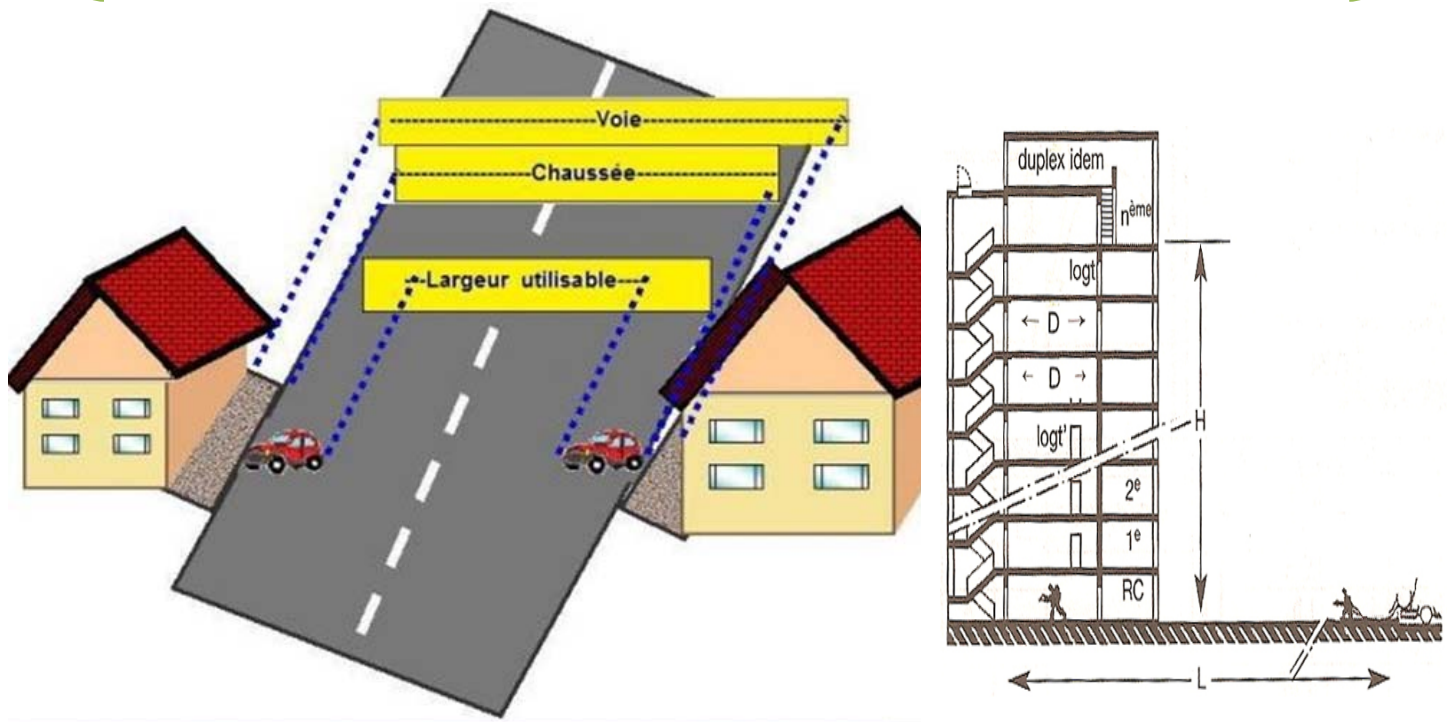 Voie
Chaussée
Largeur utilisable
duplex idem
nème
logt
← D →
← D →
logt'
H
2e
1e
RC
L